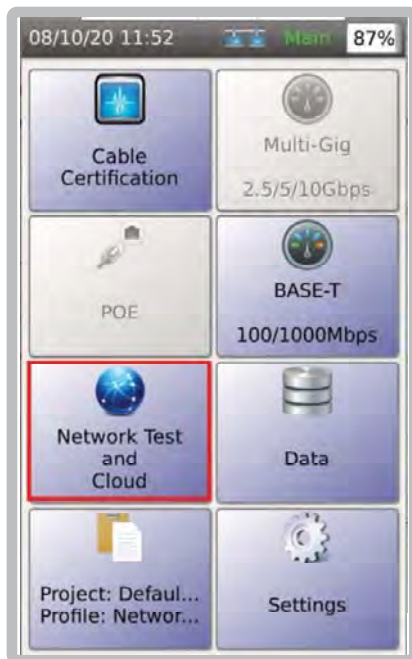 08/10/20 11:52 Main 87%
Cable
Certification
Multi-Gig
2.5/5/10Gbps
POE
BASE-T
100/1000Mbps
Network Test
and
Cloud
Data
Project: Defaul...
Profile: Networ...
Settings